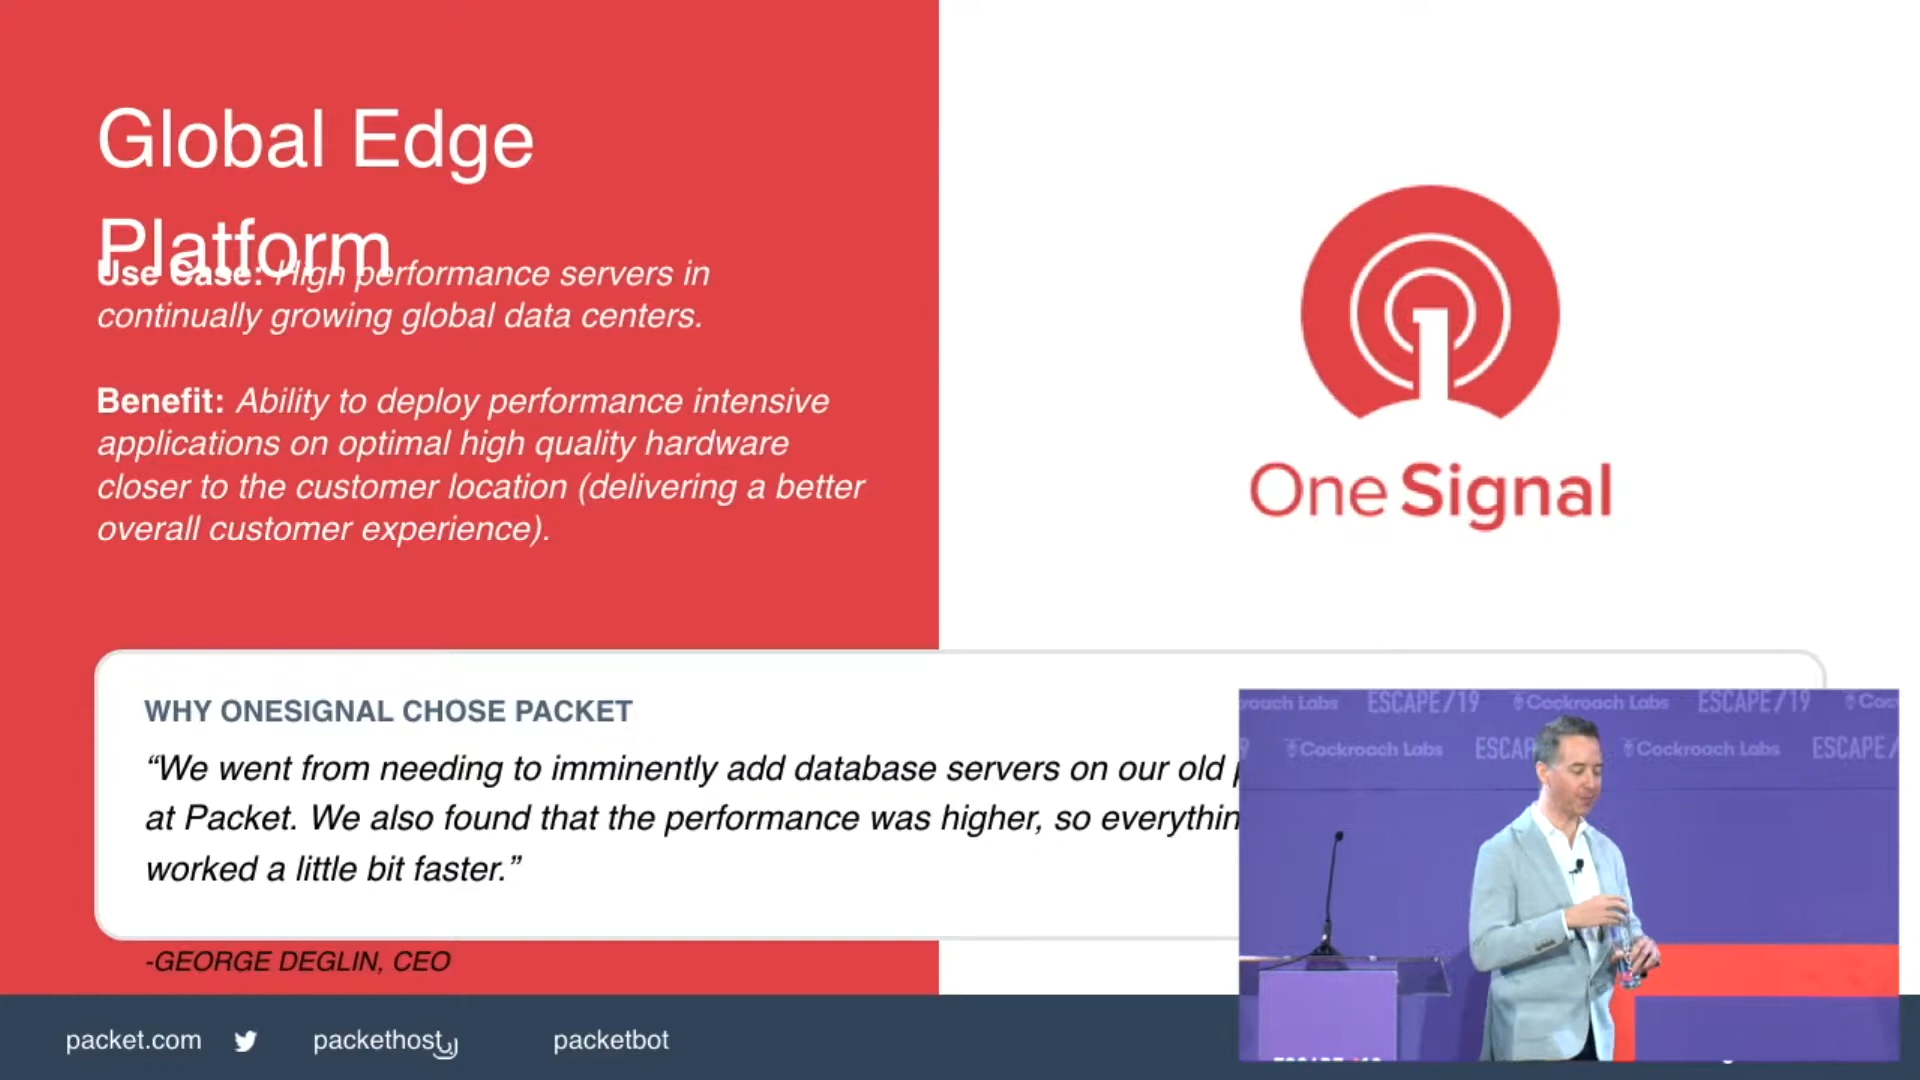 Global Edge
Platform
Use Case: High performance servers in
continually growing global data centers.
Benefit: Ability to deploy performance intensive
applications on optimal high quality hardware
closer to the customer location (delivering a better
overall customer experience).
One Signal
WHY ONESIGNAL CHOSE PACKET
“We went from needing to imminently add database servers on our old
at Packet. We also found that the performance was higher, so
worked a little bit faster.”
-GEORGE DEGLIN, CEO
packet.com packethost packetbot
Labs ESCAPE/19 Cockroach Labs ESCAPE/19
Cockroach Labs Cockroach Labs